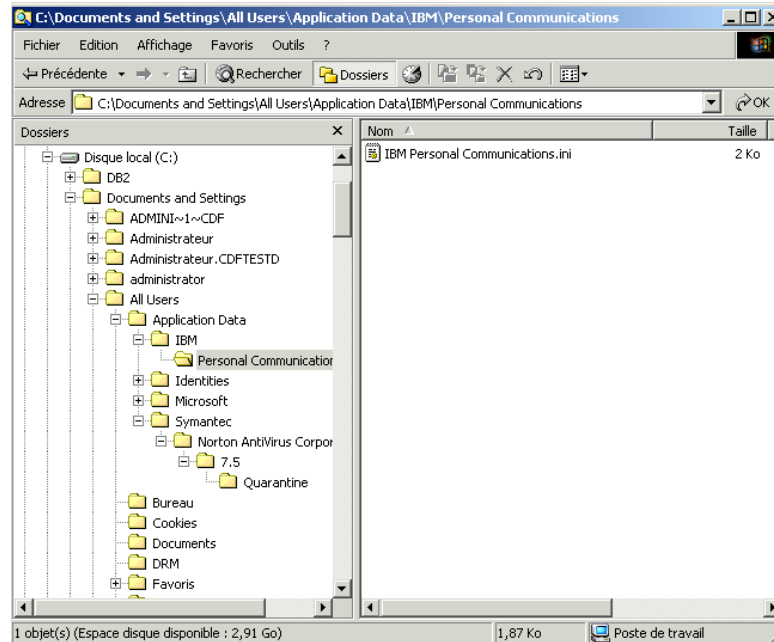 C:\Documents and Settings\All Users\Application Data\IBM\Personal Communications
Fichier Edition Affichage Favoris Outils ?
Précédente Rechercher Dossiers
Adresse C:\Documents and Settings\All Users\Application Data\IBM\Personal Communications OK
Dossiers
Nom Taille
Disque local (C:)
IBM Personal Communications.ini 2 Ko
DB2
Documents and Settings
ADMINI~1~CDF
Administrateur
Administrateur.CDFTESTD
administrator
All Users
Application Data
IBM
Personal Communication
Identities
Microsoft
Symantec
Norton AntiVirus Corpor
7.5
Quarantine
Bureau
Cookies
Documents
DRM
Favoris
1 objet(s) (Espace disque disponible : 2,91 Go) 1,87 Ko Poste de travail